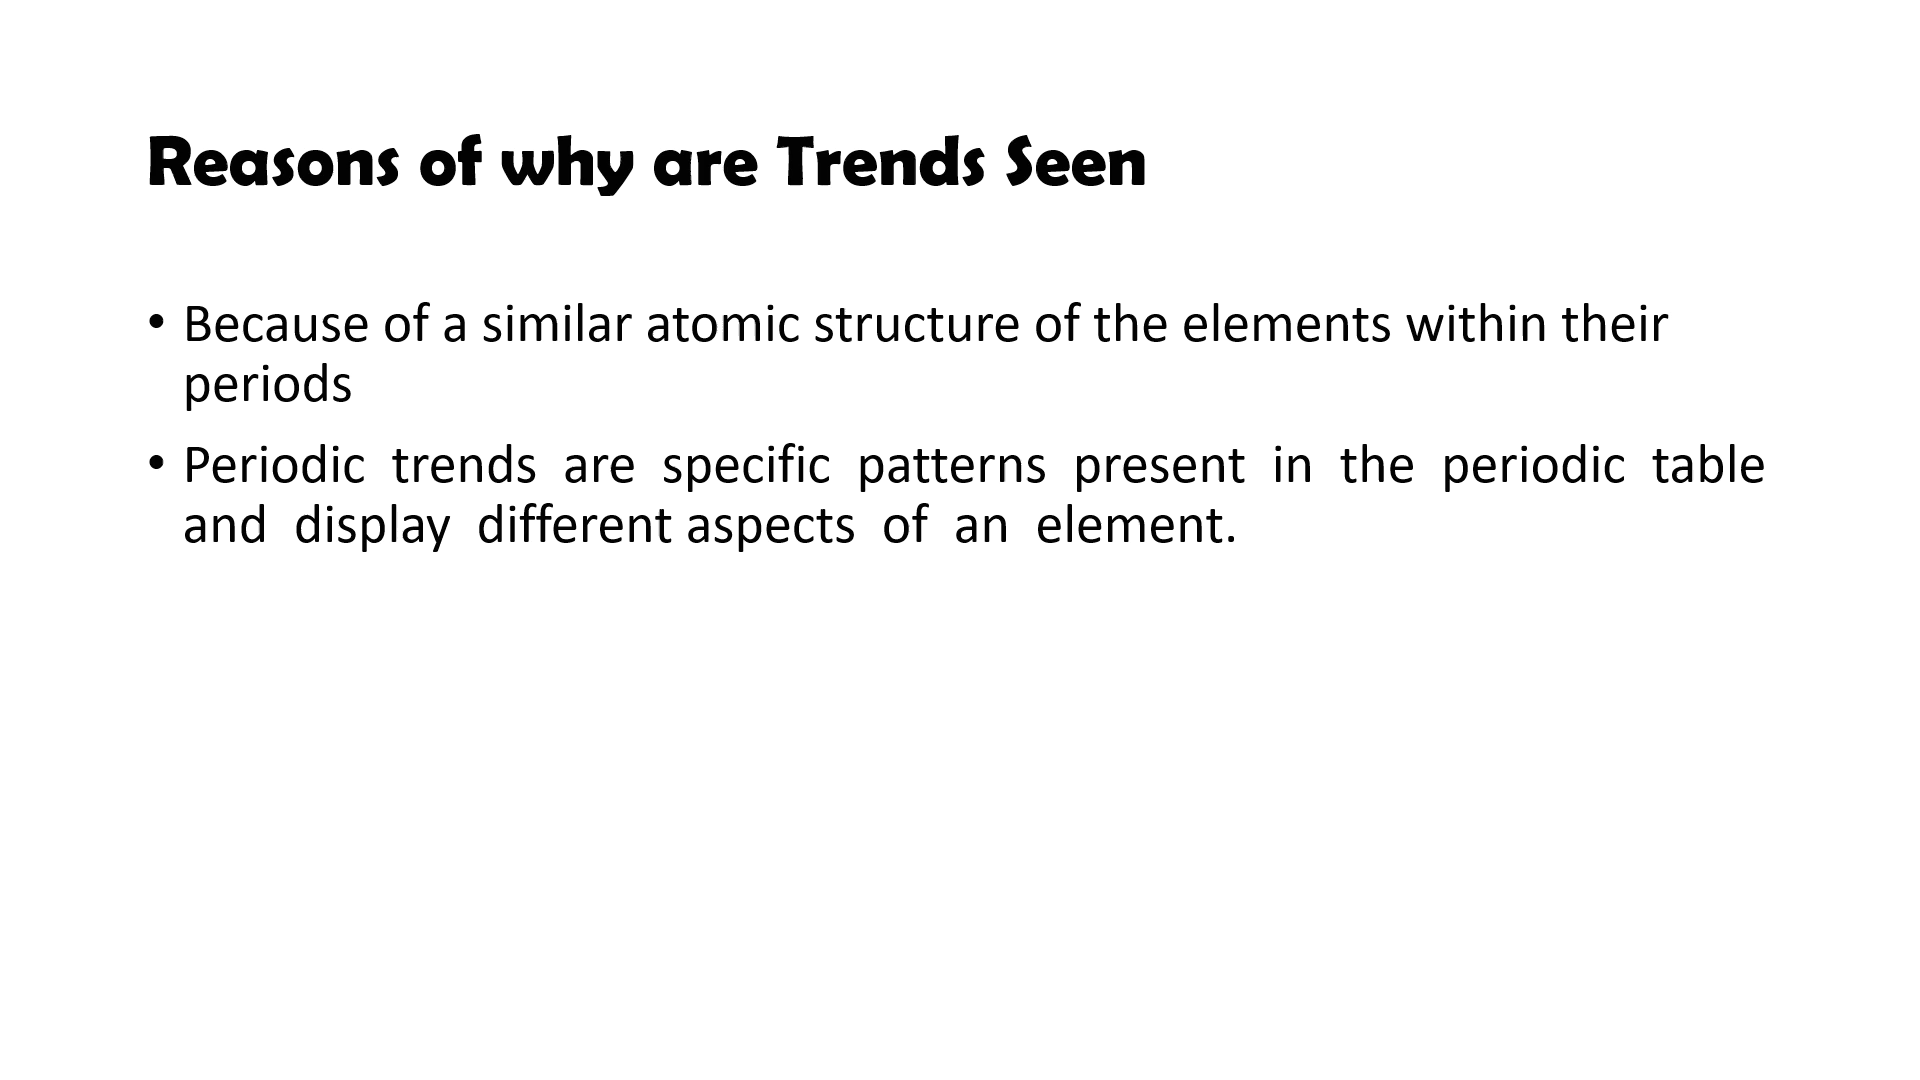 Reasons of why are Trends Seen
• Because of a similar atomic structure of the elements within their
periods
• Periodic trends are specific patterns present in the periodic table
and display different aspects of an element.